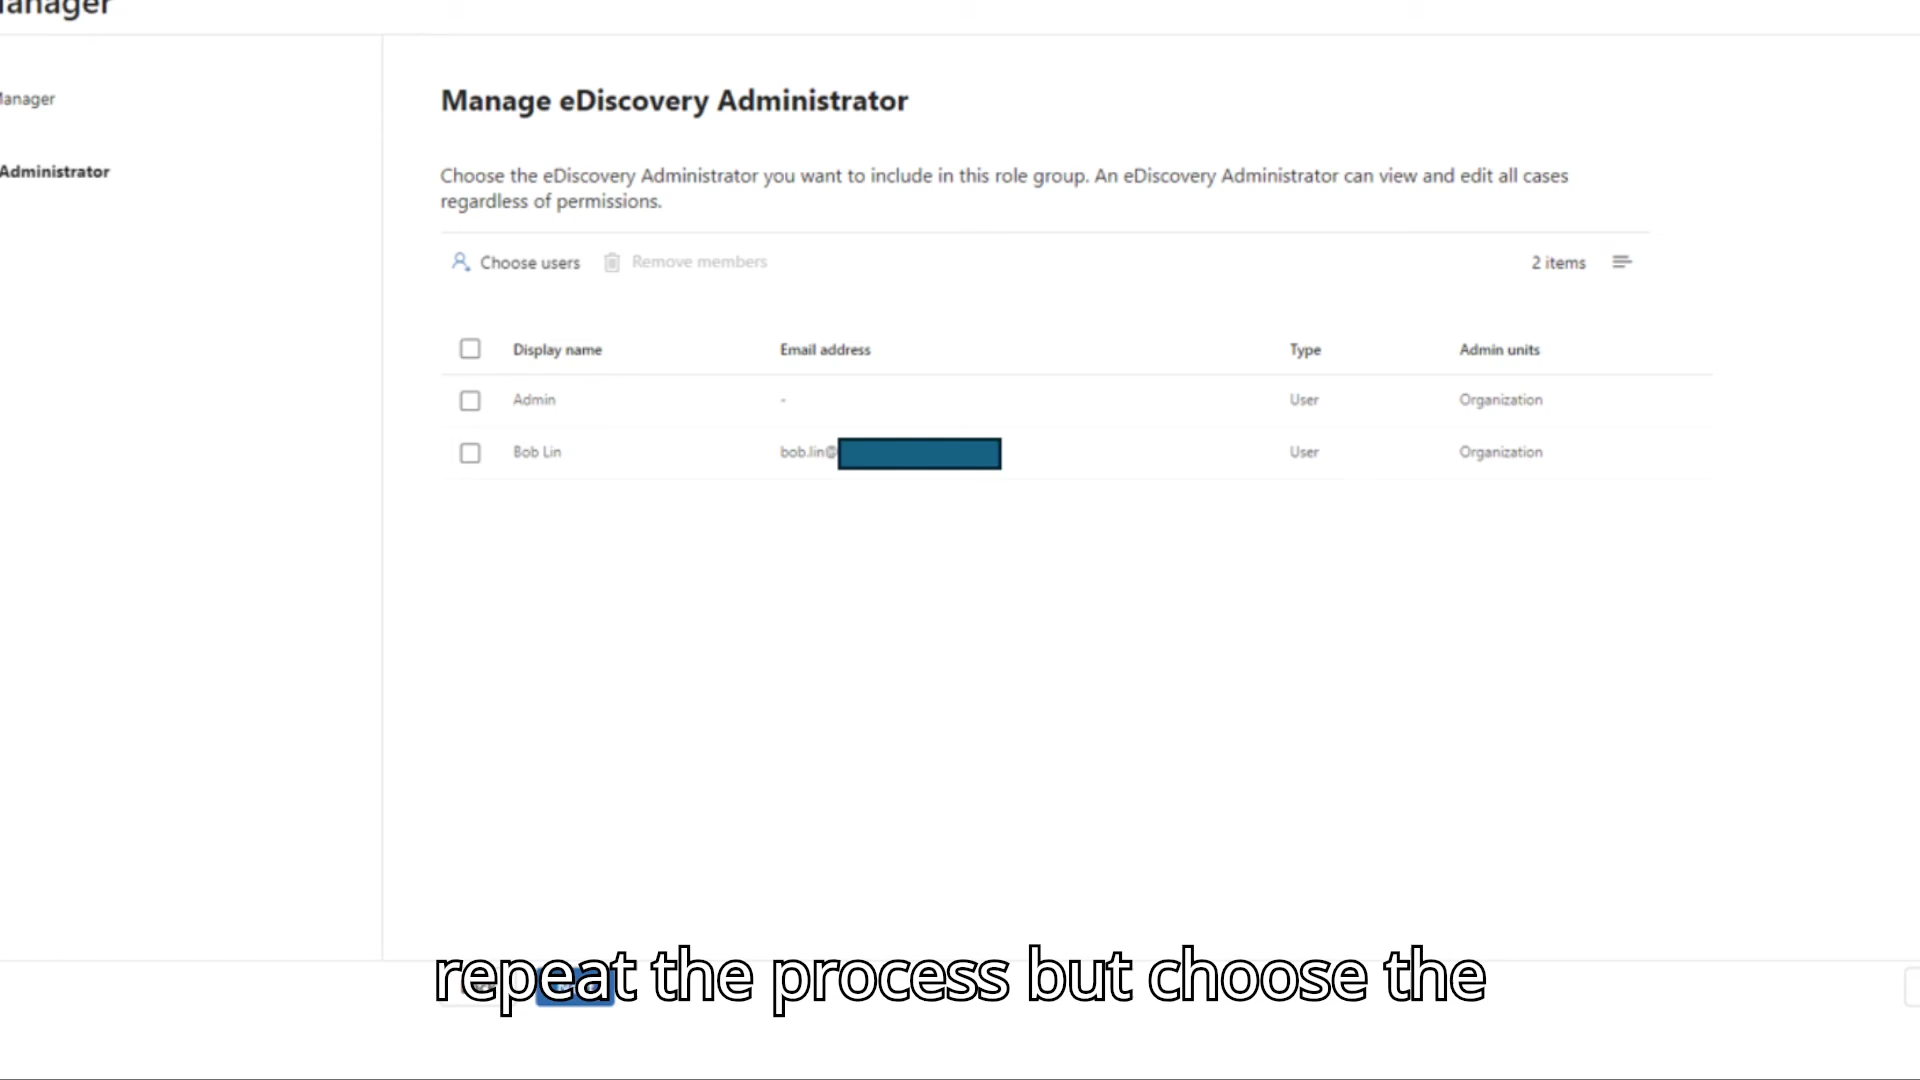 anager
anager
Administrator
Manage eDiscovery Administrator
Choose the eDiscovery Administrator you want to include in this role group. An eDiscovery Administrator can view and edit all cases
regardless of permissions.
Choose users Remove members 2 items
Display name Email address Type Admin units
Admin - User Organization
Bob Lin bob.lin@ User Organization
repeat the process but choose the